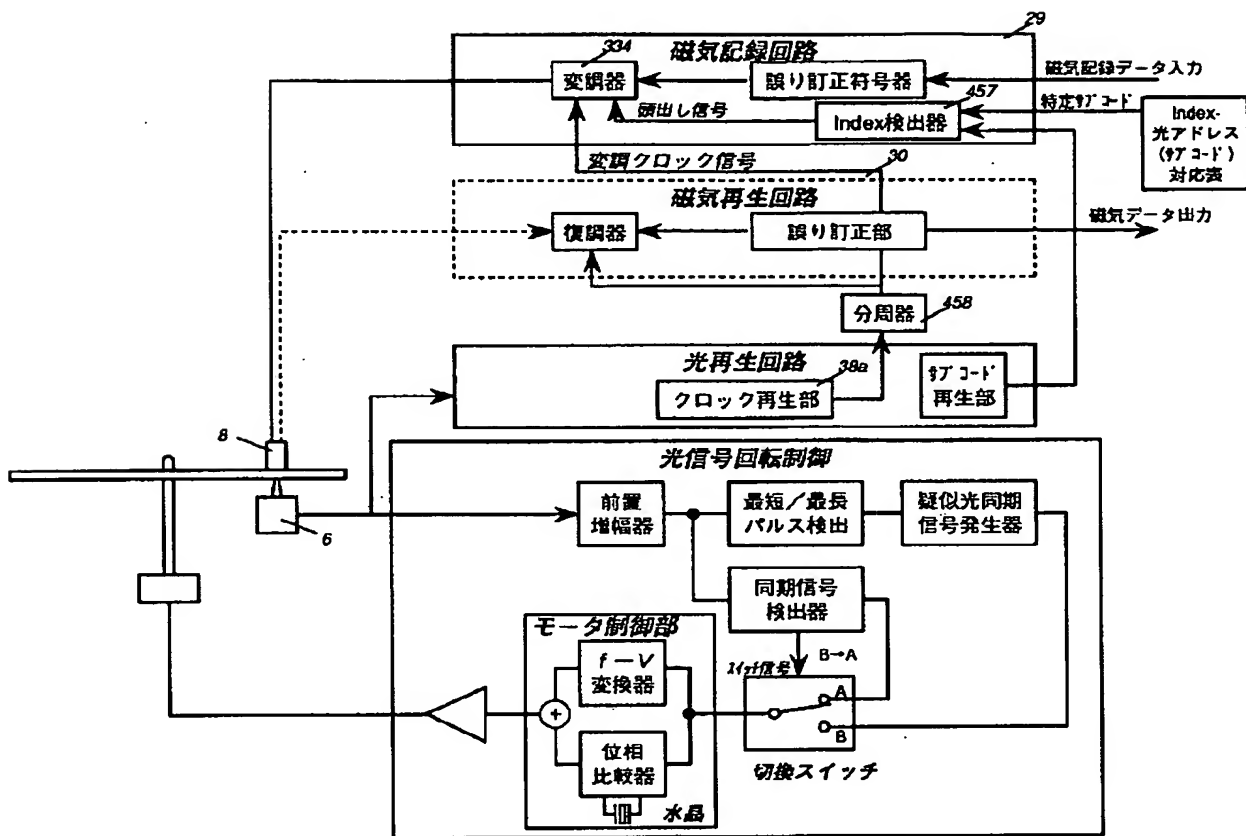 29
磁気記録回路
334
変調器
誤り訂正符号器
磁気記録データ入力
457
特定サブコード
頭出し信号
Index検出器
Index-
光アドレス
(サブコード)
対応表
変調クロック信号
30
磁気再生回路
磁気データ出力
復調器
誤り訂正部
分周器
458
光再生回路
38a
クロック再生部
サブコード
再生部
8
6
光信号回転制御
前置
増幅器
最短／最長
パルス検出
疑似光同期
信号発生器
同期信号
検出器
モータ制御部
f－V
変換器
スイッチ信号
B→A
A
B
+
位相
比較器
切換スイッチ
水晶